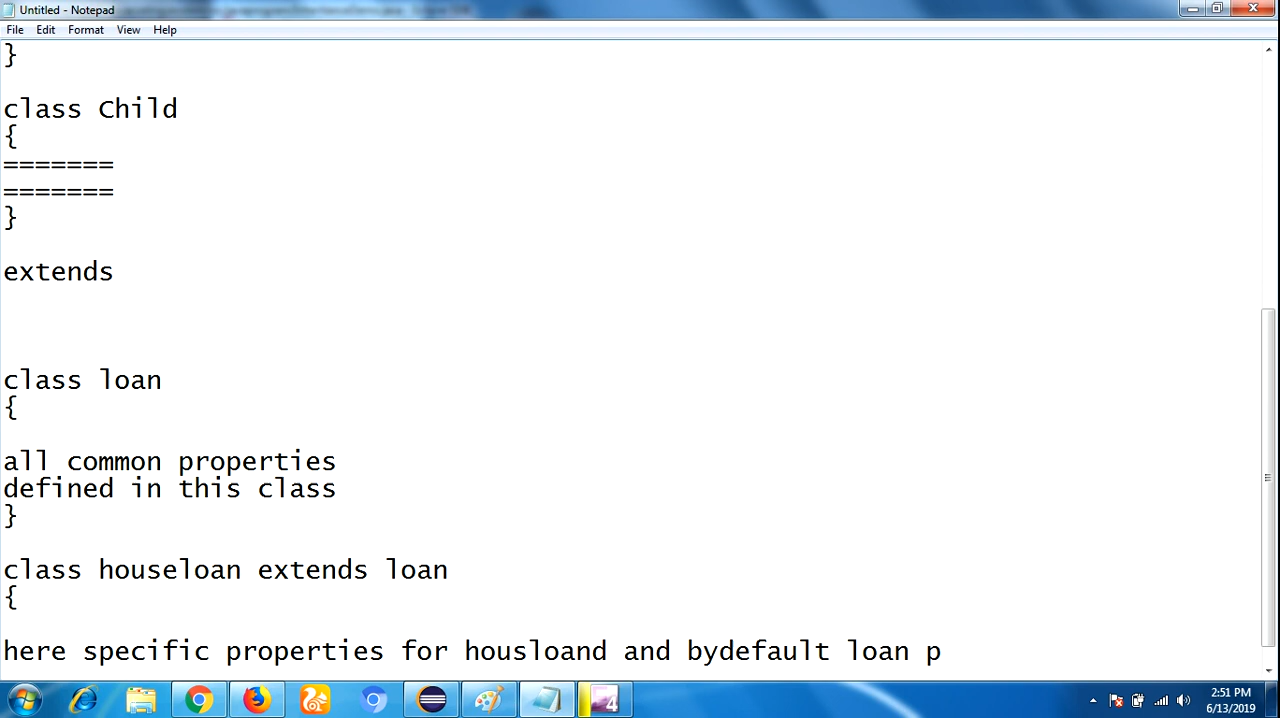 Untitled - Notepad
File Edit Format View Help
}
class Child
{
=======
=======
}
extends
class loan
{
all common properties
defined in this class
}
class houseloan extends loan
{
here specific properties for housloand and bydefault loan p
4
2:51 PM
6/13/2019